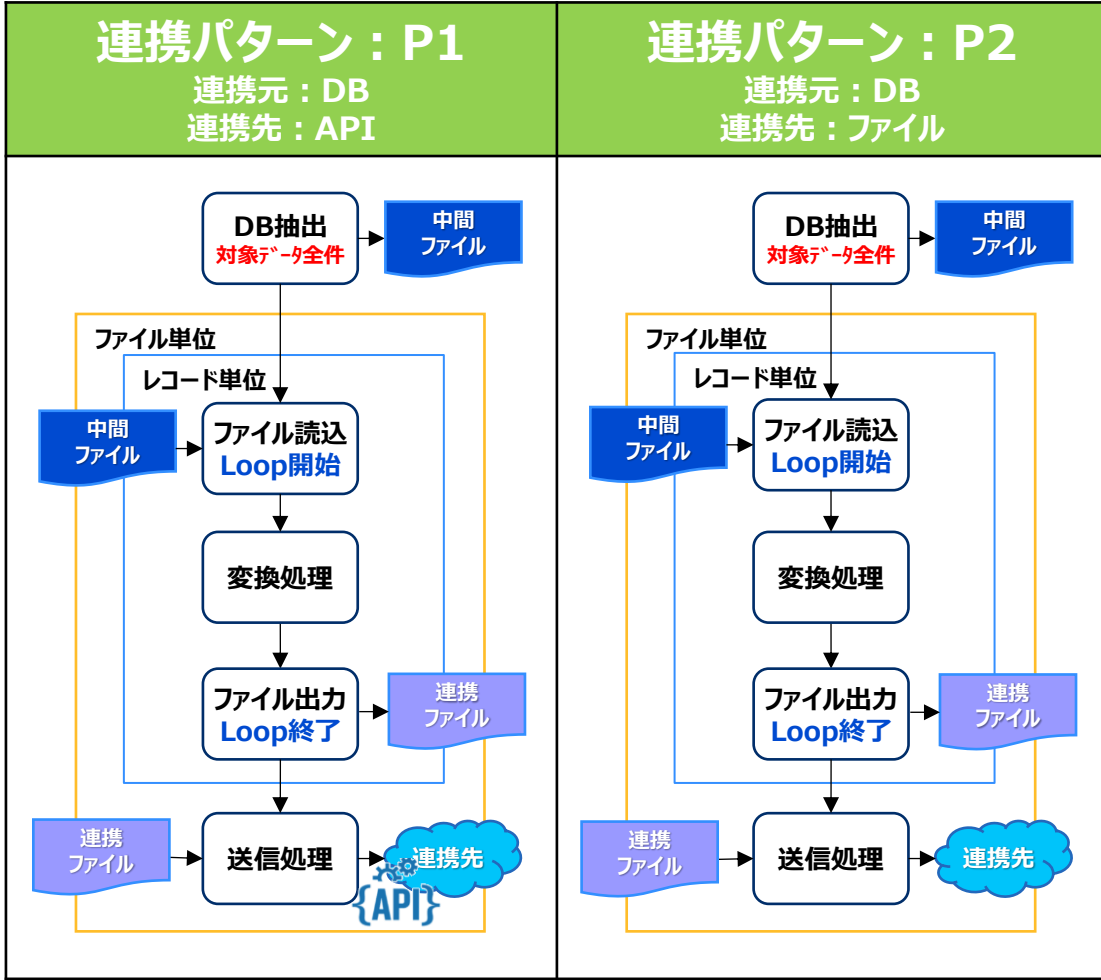 連携パターン：P1
連携元：DB
連携先：API
DB抽出
対象ﾃﾞｰﾀ全件
中間
ファイル
ファイル単位
レコード単位
中間
ファイル
ファイル読込
Loop開始
変換処理
ファイル出力
Loop終了
連携
ファイル
連携
ファイル
送信処理
連携先
{API}
連携パターン：P2
連携元：DB
連携先：ファイル
DB抽出
対象ﾃﾞｰﾀ全件
中間
ファイル
ファイル単位
レコード単位
中間
ファイル
ファイル読込
Loop開始
変換処理
ファイル出力
Loop終了
連携
ファイル
連携
ファイル
送信処理
連携先